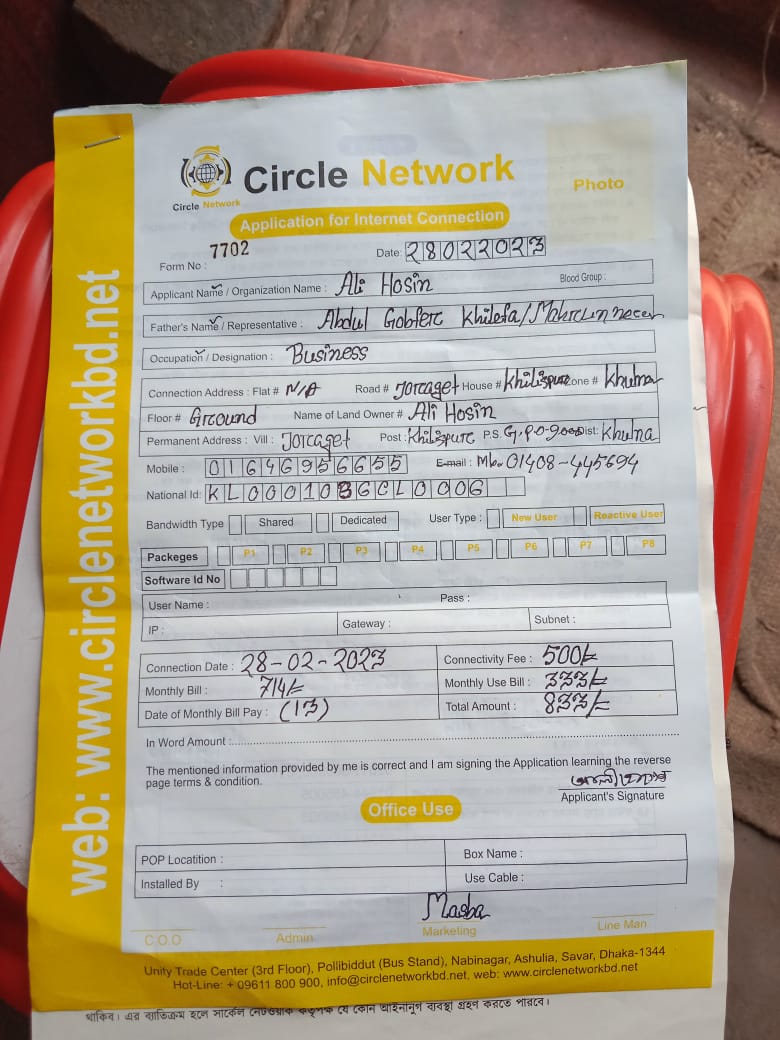 Circle Network
Circle Network
Photo
Application for Internet Connection
Form No : 7702
Date: 28022023
Applicant Name / Organization Name : Ali Hosin Blood Group :
Father's Name / Representative : Abdul Khilefa/
Occupation / Designation : Business
Connection Address : Flat # N/A Road # Jorcaget House # Khilispure Zone # Khulna
Floor # Ground Name of Land Owner # Ali Hosin
Permanent Address : Vill : Jorcaget Post : Khilispurc P.S. G.P.O-9000 Dist: Khulna
Mobile : 01646956655 E-mail : Mb. 01408-445694
National Id: KL000103GCL0006
Bandwidth Type Shared Dedicated User Type : New User Reactive User
Packeges P1 P2 P3 P4 P5 P6 P7 P8
Software Id No
User Name : Pass :
IP : Gateway : Subnet :
Connection Date : 28-02-2023 Connectivity Fee : 500/=
Monthly Bill : 714/= Monthly Use Bill : 333/=
Date of Monthly Bill Pay : (13) Total Amount : 833/=
In Word Amount :
The mentioned information provided by me is correct and I am signing the Application learning the reverse
page terms & condition.
Applicant's Signature
Office Use
POP Locatition : Box Name :
Installed By : Use Cable :
Masba
C.O.O Admin Marketing Line Man
Unity Trade Center (3rd Floor), Pollibiddut (Bus Stand), Nabinagar, Ashulia, Savar, Dhaka-1344
Hot-Line: + 09611 800 900, info@circlenetworkbd.net, web: www.circlenetworkbd.net
web: www.circlenetworkbd.net
থাকিব। এর ব্যতিক্রম হলে সার্কেল নেটওয়ার্ক কর্তৃপক্ষ যে কোন আইনানুগ ব্যবস্থা গ্রহণ করতে পারবে।